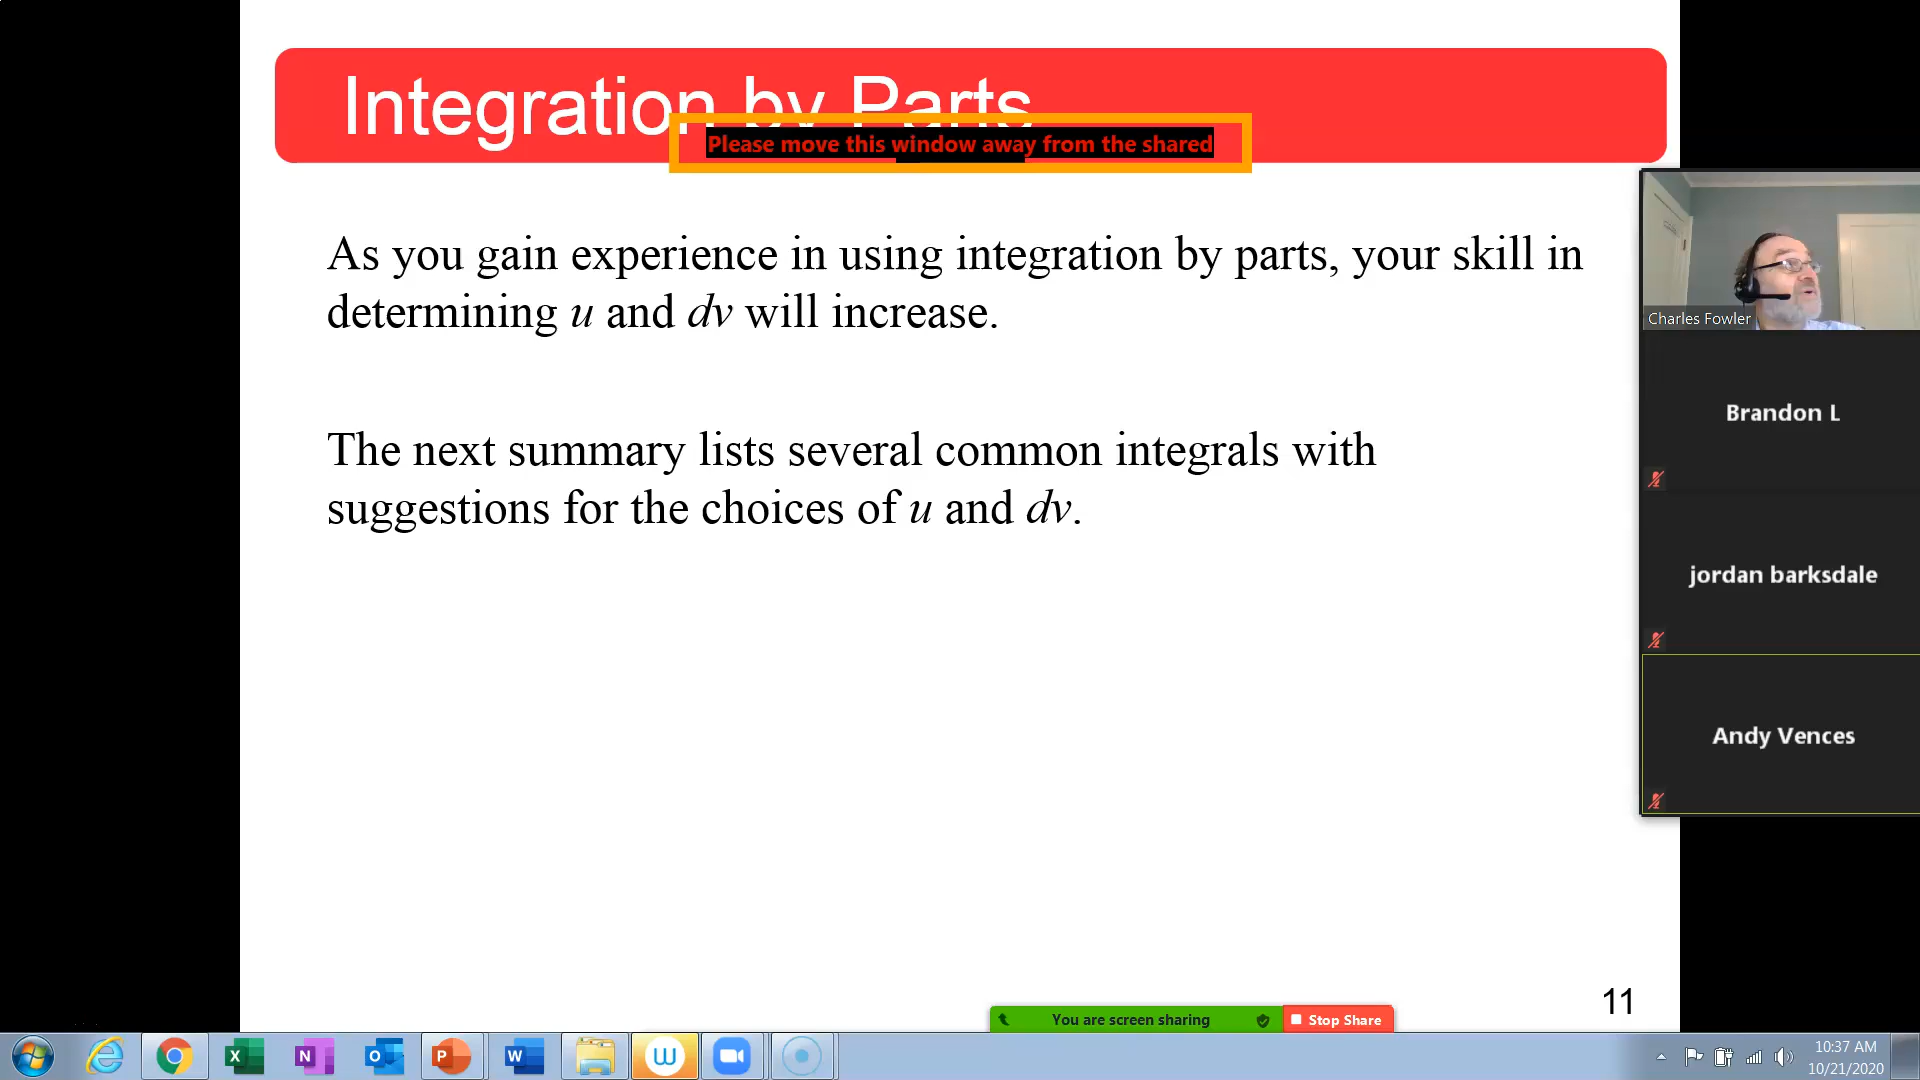 Integration by Parts
Please move this window away from the shared
As you gain experience in using integration by parts, your skill in
determining u and dv will increase.
The next summary lists several common integrals with
suggestions for the choices of u and dv.
Charles Fowler
Brandon L
jordan barksdale
Andy Vences
11
You are screen sharing
Stop Share
10:37 AM
10/21/2020